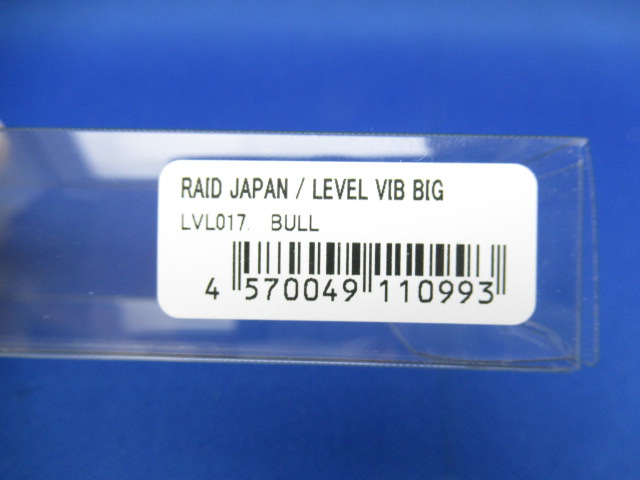 RAID JAPAN / LEVEL VIB BIG
LVL017. BULL
4 570049 110993